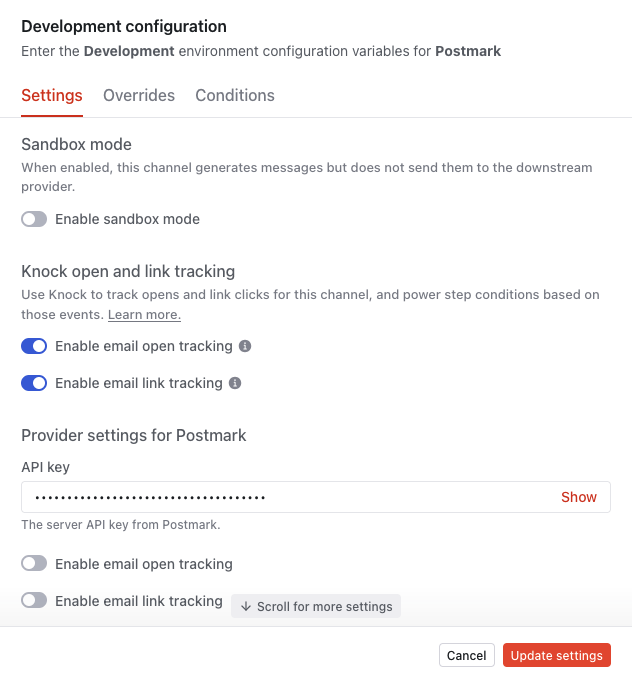 Development configuration
Enter the Development environment configuration variables for Postmark
Settings Overrides Conditions
Sandbox mode
When enabled, this channel generates messages but does not send them to the downstream
provider.
Enable sandbox mode
Knock open and link tracking
Use Knock to track opens and link clicks for this channel, and power step conditions based on
those events. Learn more.
Enable email open tracking
Enable email link tracking
Provider settings for Postmark
API key
•••••••••••••••••••••••••••••••••••• Show
The server API key from Postmark.
Enable email open tracking
Enable email link tracking
↓ Scroll for more settings
Cancel Update settings